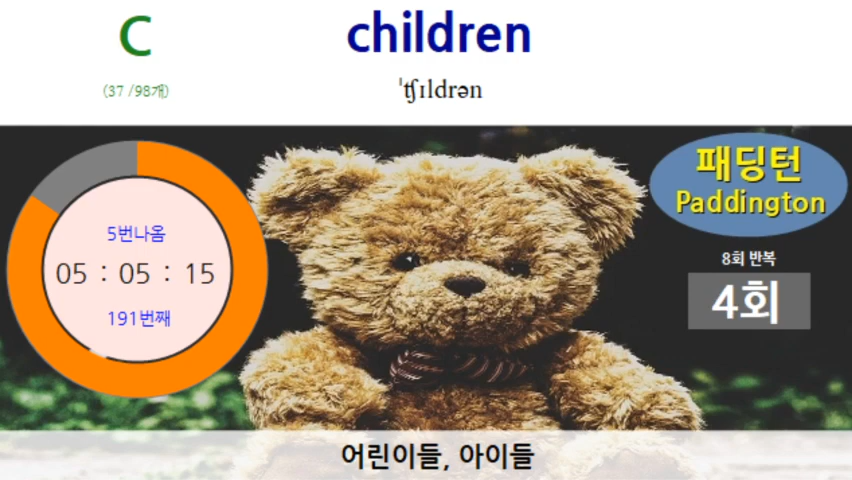 C
children
(37 /98개)
ˈʧɪldrən
패딩턴
Paddington
5번나옴
05 : 05 : 15
191번째
8회 반복
4회
어린이들, 아이들